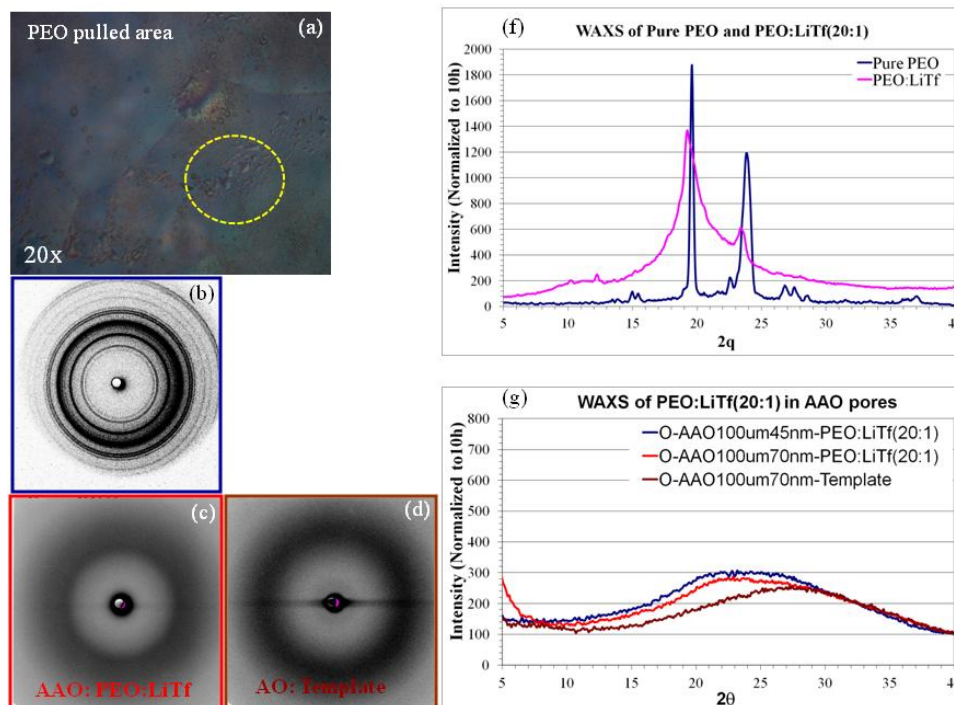 PEO pulled area
(a)
20x
(b)
(c)
AAO: PEO:LiTf
(d)
AO: Template
(f)
WAXS of Pure PEO and PEO:LiTf(20:1)
Pure PEO
PEO:LiTf
Intensity (Normalized to 10h)
2000
1800
1600
1400
1200
1000
800
600
400
200
0
5 10 15 20 25 30 35 40
2q
(g)
WAXS of PEO:LiTf(20:1) in AAO pores
O-AAO100um45nm-PEO:LiTf(20:1)
O-AAO100um70nm-PEO:LiTf(20:1)
O-AAO100um70nm-Template
Intensity (Normalized to10h)
800
700
600
500
400
300
200
100
0
5 10 15 20 25 30 35 40
2θ